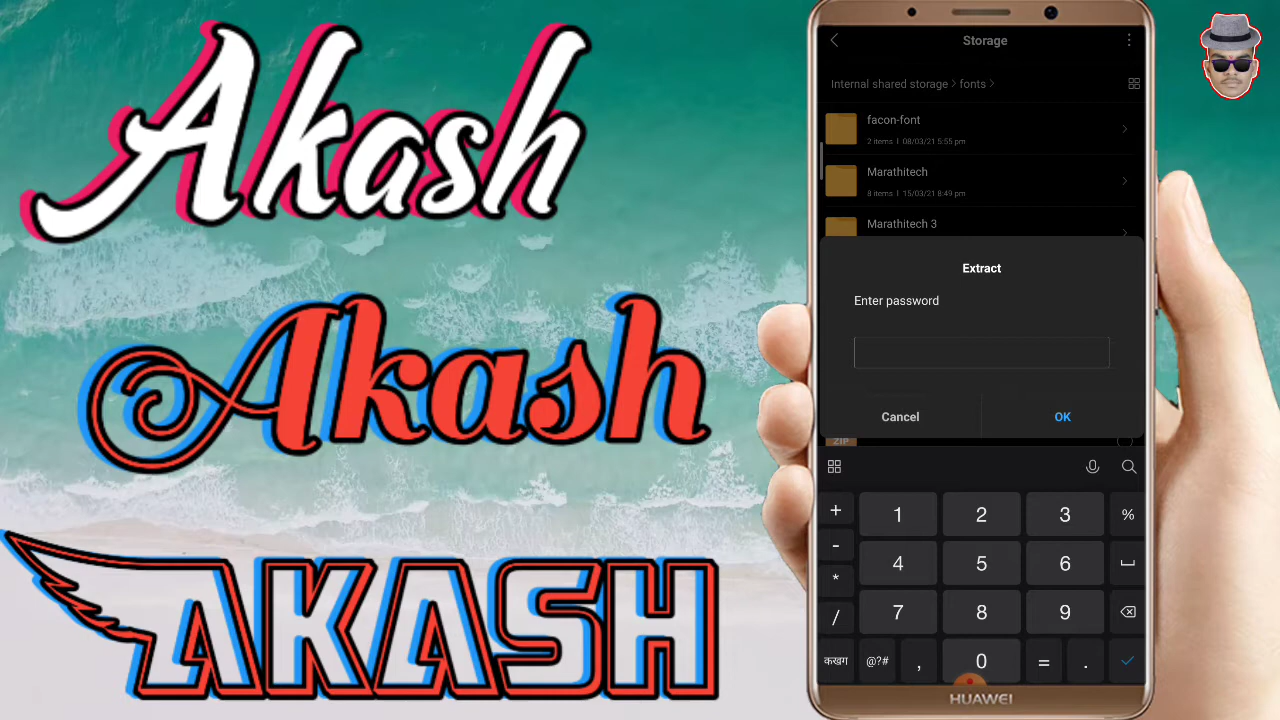 Akash
Akash
AKASH
Storage
Internal shared storage > fonts >
facon-font
2 items | 08/03/21 5:55 pm
Marathitech
8 items | 15/03/21 8:49 pm
Marathitech 3
Extract
Enter password
Cancel
OK
ZIP
+ 1 2 3 %
- 4 5 6
* 7 8 9
/ कखग @?# , 0 = .
HUAWEI